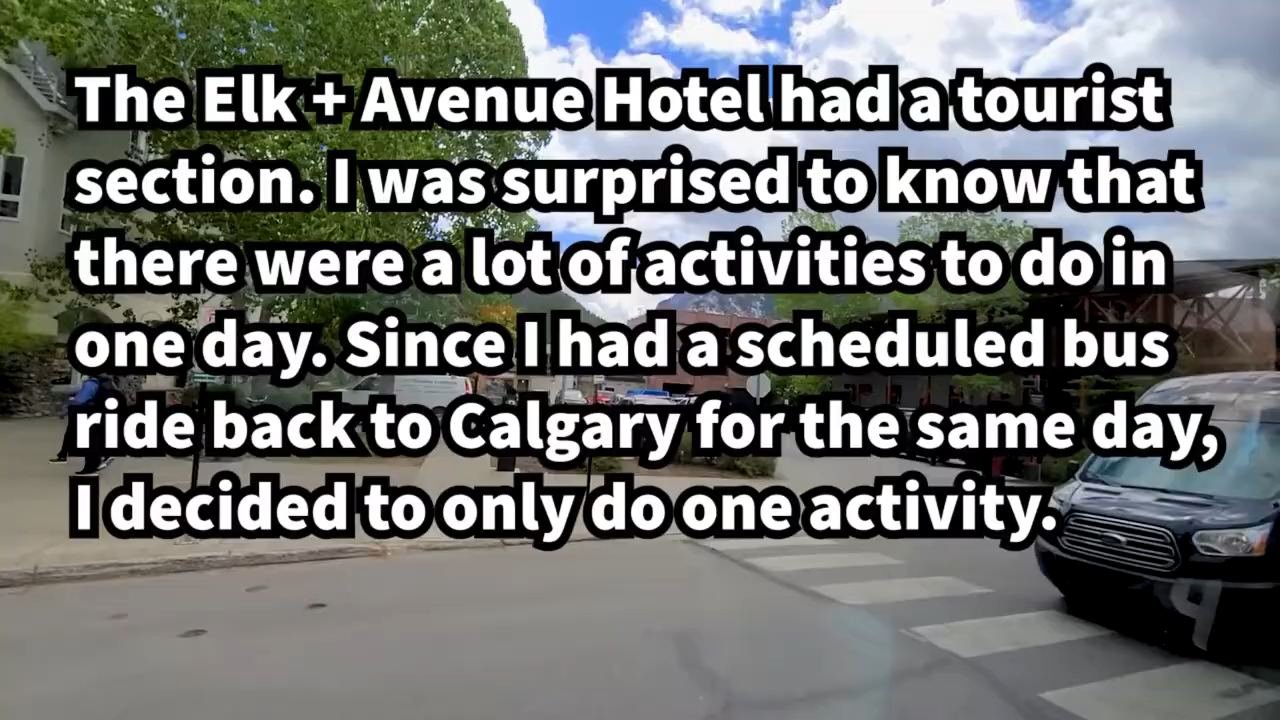 The Elk + Avenue Hotel had a tourist
section. I was surprised to know that
there were a lot of activities to do in
one day. Since I had a scheduled bus
ride back to Calgary for the same day,
I decided to only do one activity.